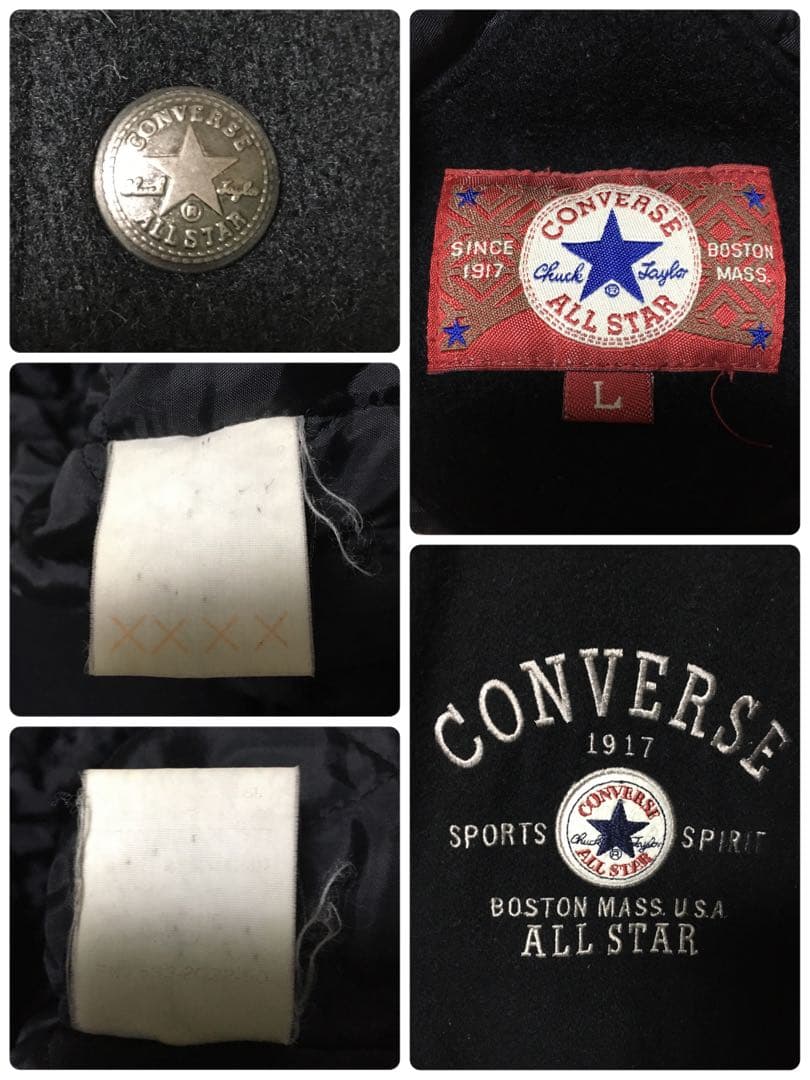 CONVERSE
Chuck Taylor
®
ALL STAR
CONVERSE
SINCE 1917
Chuck Taylor
BOSTON MASS.
®
ALL STAR
L
XXXX
CONVERSE
1917
SPORTS SPIRIT
CONVERSE
Chuck Taylor
®
ALL STAR
BOSTON MASS. U.S.A
ALL STAR